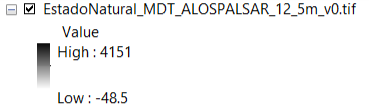 EstadoNatural_MDT_ALOSPALSAR_12_5m_v0.tif
Value
High : 4151
Low : -48.5